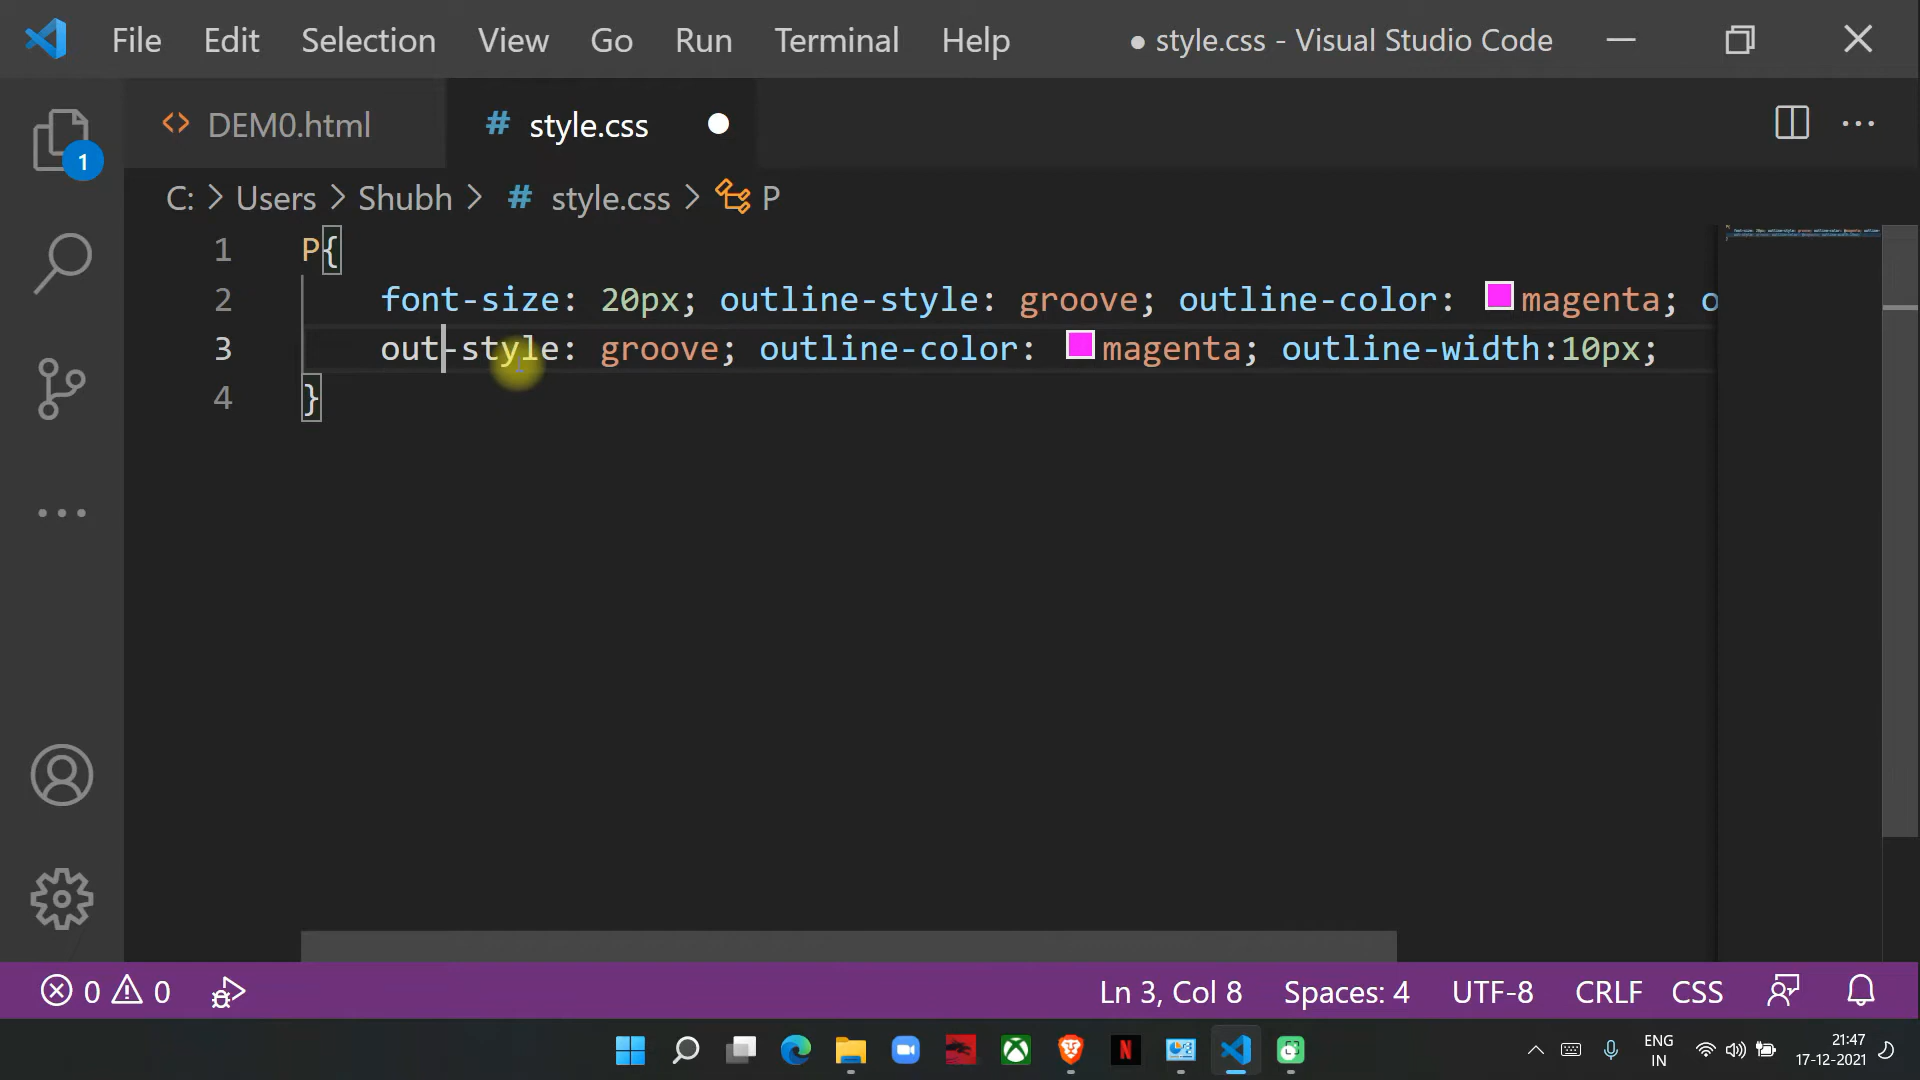 File Edit Selection View Go Run Terminal Help ● style.css - Visual Studio Code
DEM0.html # style.css
C: > Users > Shubh > # style.css > P
1 P{
2 font-size: 20px; outline-style: groove; outline-color: magenta; o
3 out-style: groove; outline-color: magenta; outline-width:10px;
4 }
1
0 0 Ln 3, Col 8 Spaces: 4 UTF-8 CRLF CSS
N ENG 21:47
IN 17-12-2021